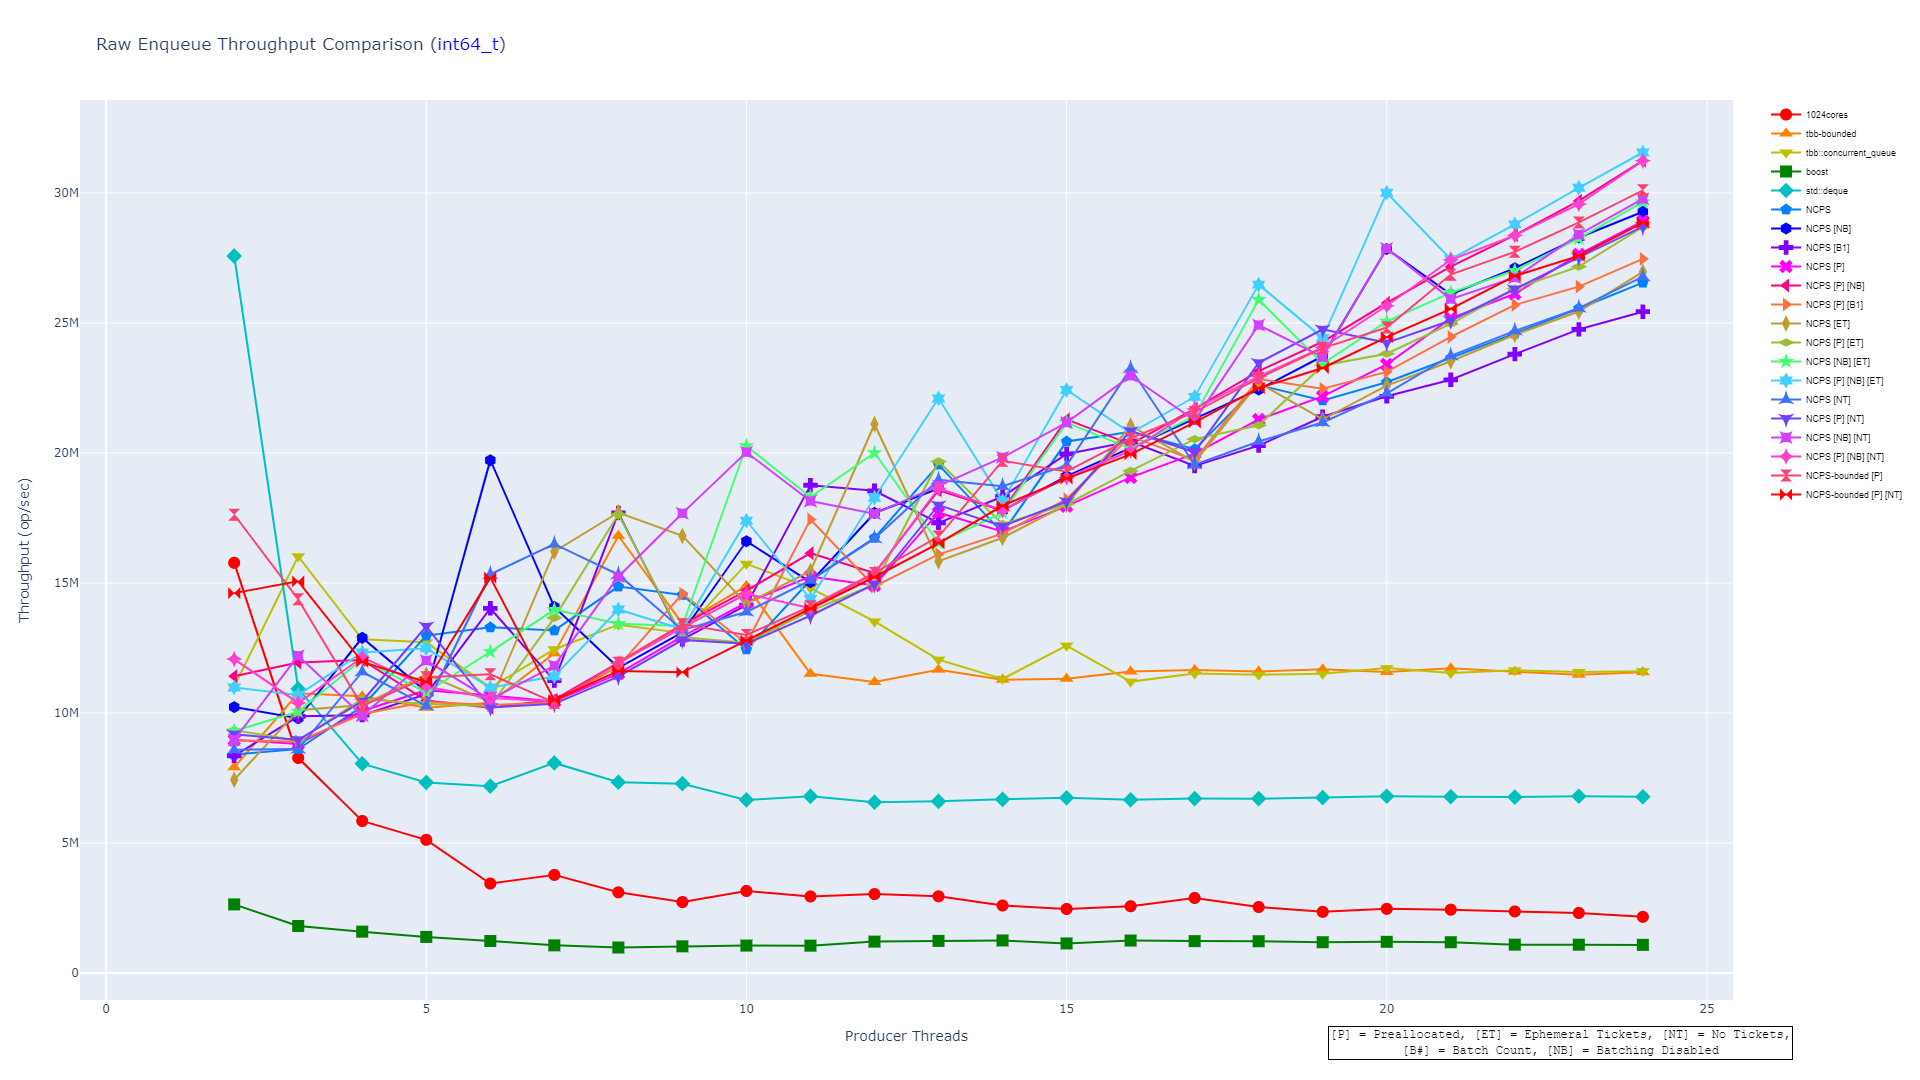 Raw Enqueue Throughput Comparison (int64_t)
Throughput (op/sec)
30M
25M
20M
15M
10M
5M
0
0 5 10 15 20 25
Producer Threads
1024cores
tbb-bounded
tbb::concurrent_queue
boost
std::deque
NCPS
NCPS [NB]
NCPS [B1]
NCPS [P]
NCPS [P] [NB]
NCPS [P] [B1]
NCPS [ET]
NCPS [P] [ET]
NCPS [NB] [ET]
NCPS [P] [NB] [ET]
NCPS [NT]
NCPS [P] [NT]
NCPS [NB] [NT]
NCPS [P] [NB] [NT]
NCPS-bounded [P]
NCPS-bounded [P] [NT]
[P] = Preallocated, [ET] = Ephemeral Tickets, [NT] = No Tickets,
[B#] = Batch Count, [NB] = Batching Disabled